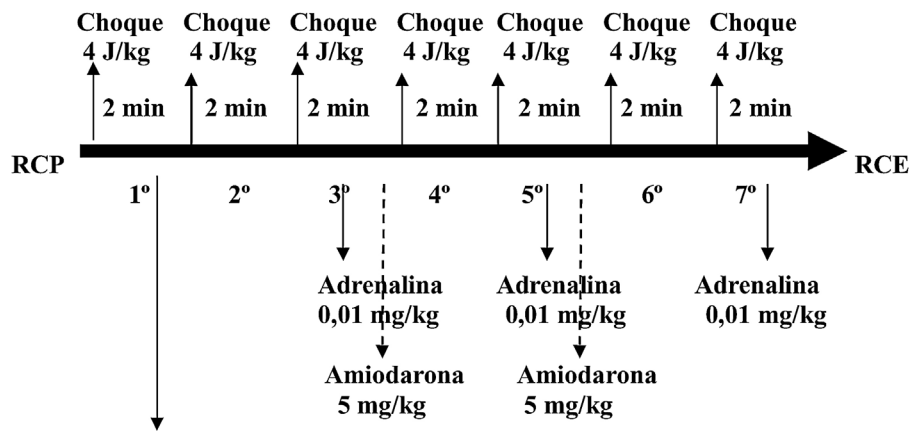 Choque Choque Choque Choque Choque Choque Choque
4 J/kg 4 J/kg 4 J/kg 4 J/kg 4 J/kg 4 J/kg 4 J/kg
2 min 2 min 2 min 2 min 2 min 2 min 2 min
RCP RCE
1º 2º 3º 4º 5º 6º 7º
Adrenalina Adrenalina Adrenalina
0,01 mg/kg 0,01 mg/kg 0,01 mg/kg
Amiodarona Amiodarona
5 mg/kg 5 mg/kg